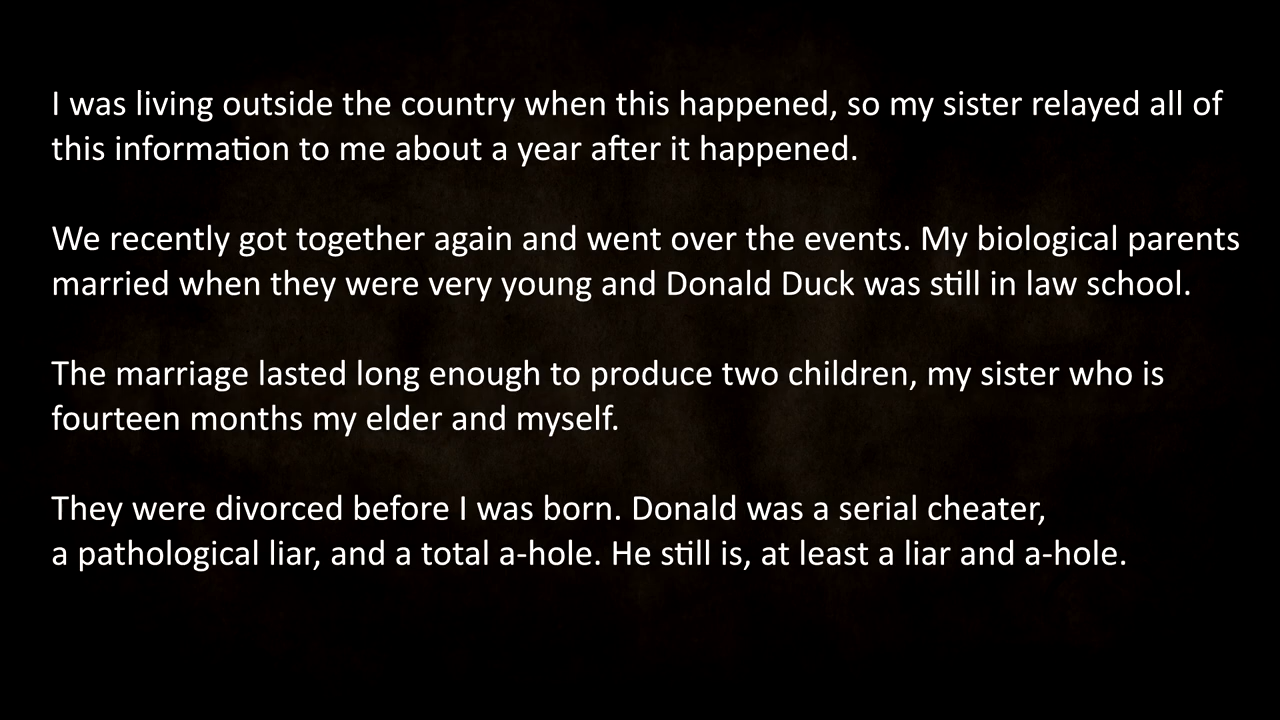 I was living outside the country when this happened, so my sister relayed all of
this information to me about a year after it happened.
We recently got together again and went over the events. My biological parents
married when they were very young and Donald Duck was still in law school.
The marriage lasted long enough to produce two children, my sister who is
fourteen months my elder and myself.
They were divorced before I was born. Donald was a serial cheater,
a pathological liar, and a total a-hole. He still is, at least a liar and a-hole.